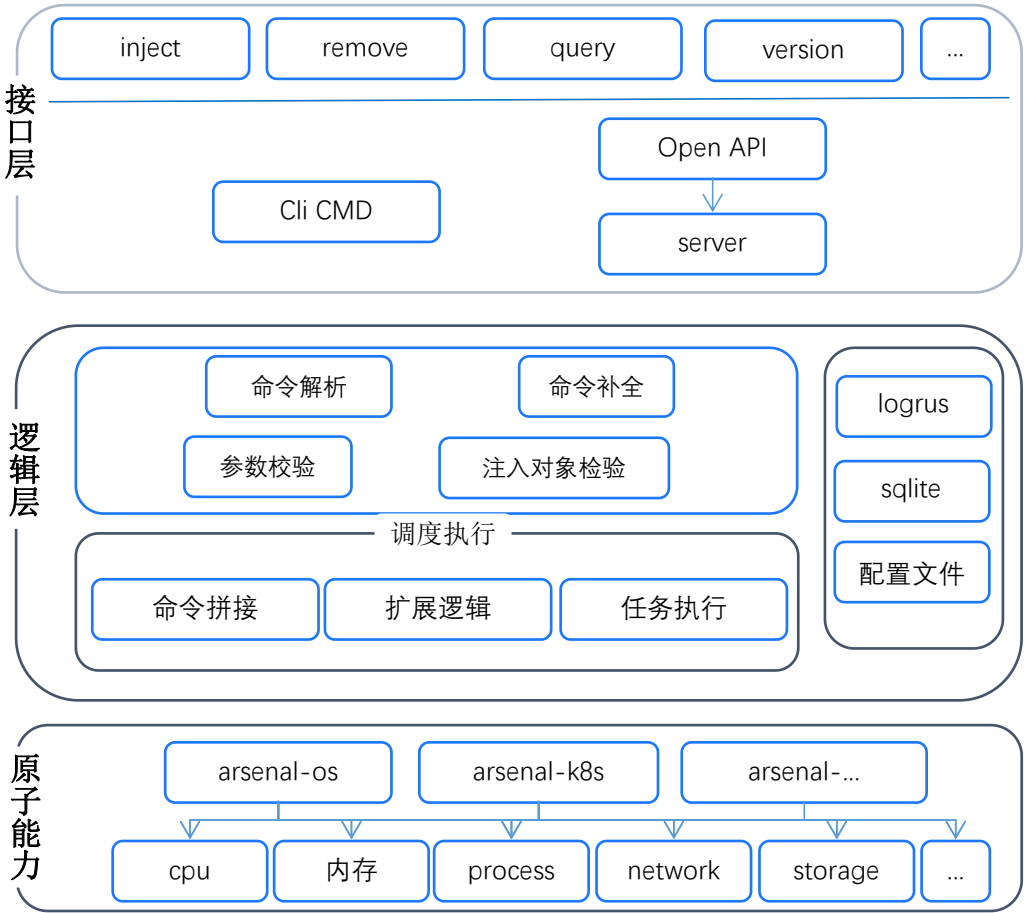 inject
remove
query
version
...
接口层
Open API
Cli CMD
server
逻辑层
命令解析
命令补全
参数校验
注入对象检验
logrus
sqlite
配置文件
调度执行
命令拼接
扩展逻辑
任务执行
原子能力
arsenal-os
arsenal-k8s
arsenal-...
cpu
内存
process
network
storage
...